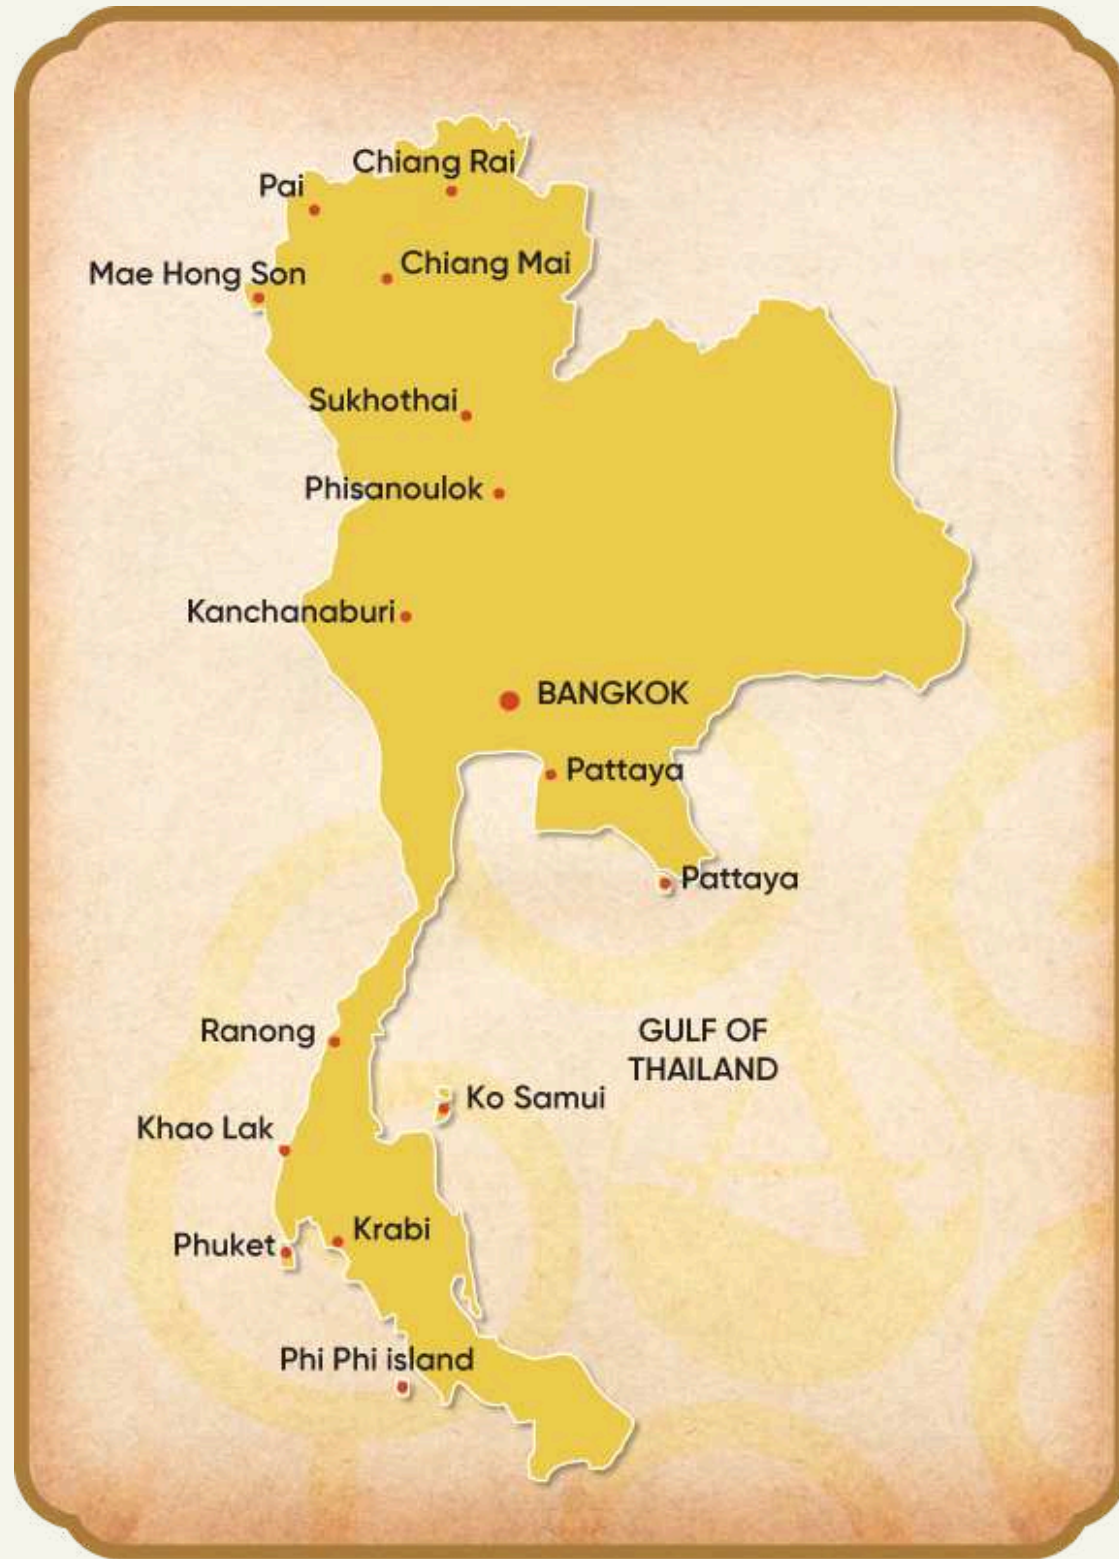 Chiang Rai
Pai
Chiang Mai
Mae Hong Son
Sukhothai
Phisanoulok
Kanchanaburi
BANGKOK
Pattaya
Pattaya
Ranong
GULF OF
THAILAND
Ko Samui
Khao Lak
Krabi
Phuket
Phi Phi island